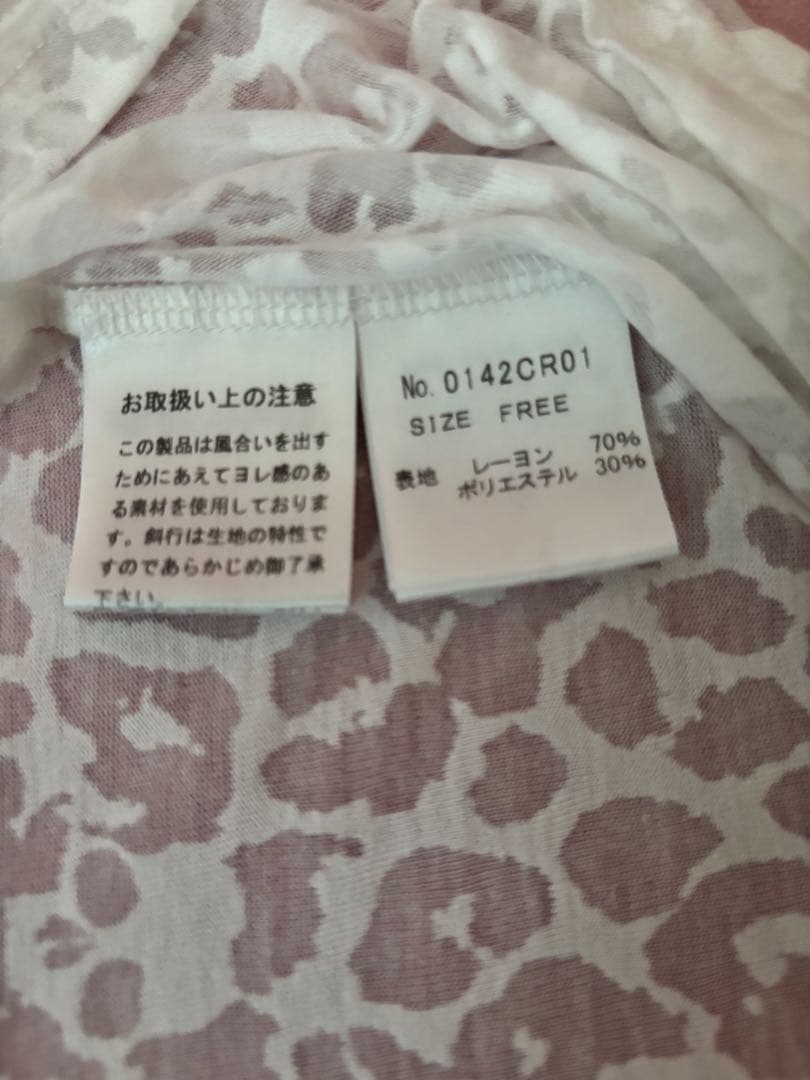 お取扱い上の注意
この製品は風合いを出す
ためにあえてヨレ感のあ
る素材を使用しておりま
す。斜行は生地の特性で
すのであらかじめ御了承
下さい。
No. 0142CR01
SIZE FREE
表地 レーヨン 70%
ポリエステル 30%